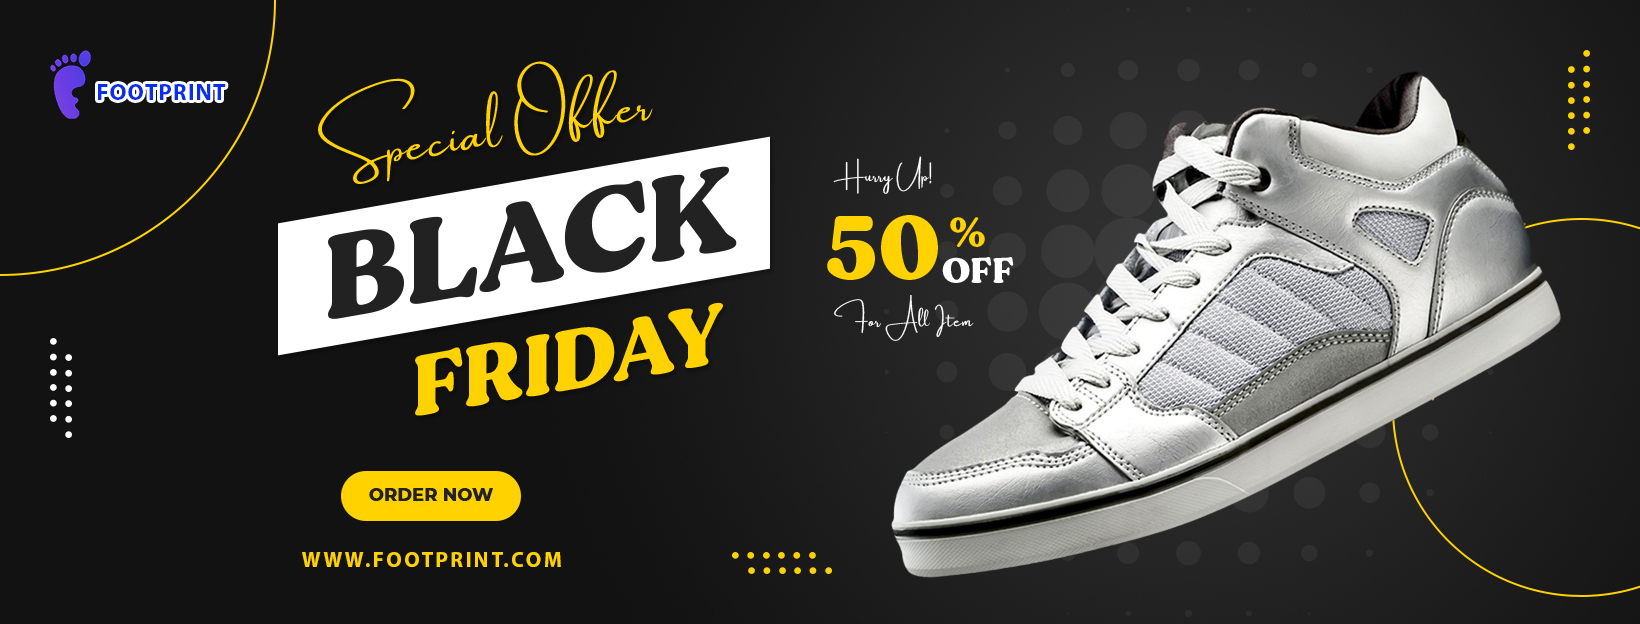 FOOTPRINT
Special Offer
BLACK
FRIDAY
Hurry Up!
50%
OFF
For All Item
ORDER NOW
WWW.FOOTPRINT.COM